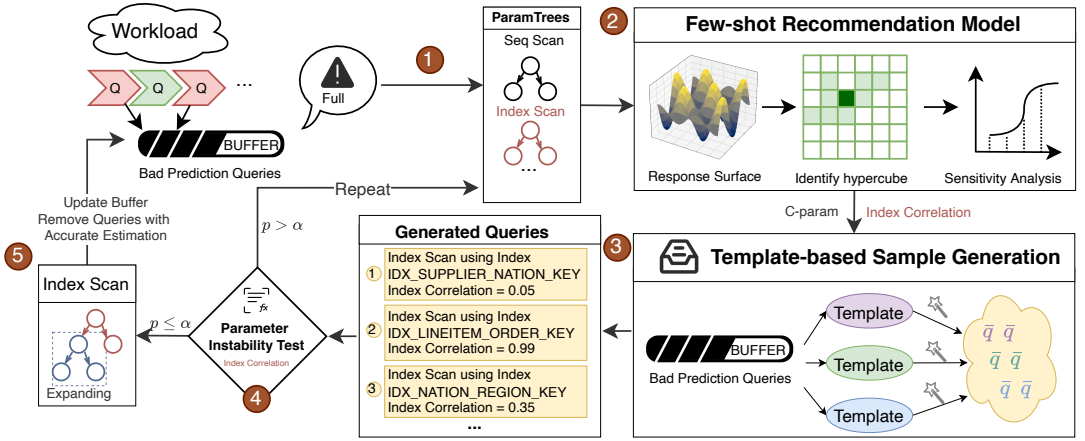 Workload
Q
Q
Q
...
BUFFER
Bad Prediction Queries
Full
1
ParamTrees
Seq Scan
Index Scan
...
2
Few-shot Recommendation Model
Response Surface
Identify hypercube
Sensitivity Analysis
C-param
Index Correlation
3
Template-based Sample Generation
BUFFER
Bad Prediction Queries
Template
Template
Template
q̅ q̅
q̅ q̅
q̅ q̅
Generated Queries
1
Index Scan using Index
IDX_SUPPLIER_NATION_KEY
Index Correlation = 0.05
2
Index Scan using Index
IDX_LINEITEM_ORDER_KEY
Index Correlation = 0.99
3
Index Scan using Index
IDX_NATION_REGION_KEY
Index Correlation = 0.35
...
fx
Parameter
Instability Test
Index Correlation
4
p > α
Repeat
p ≤ α
5
Index Scan
Expanding
Update Buffer
Remove Queries with
Accurate Estimation